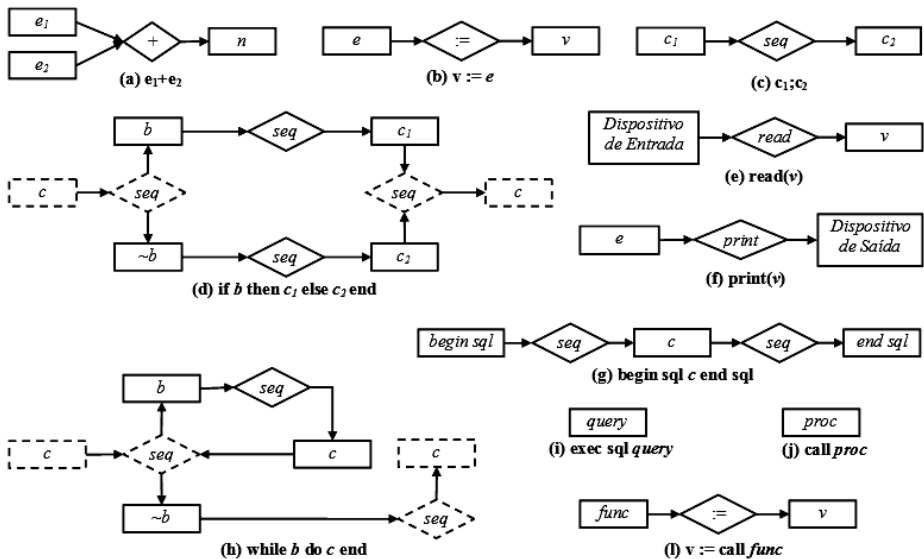 e₁
e₂
+
n
(a) e₁+e₂
e
:=
v
(b) v := e
c₁
seq
c₂
(c) c₁;c₂
b
seq
c₁
c
seq
seq
c
~b
seq
c₂
(d) if b then c₁ else c₂ end
Dispositivo
de Entrada
read
v
(e) read(v)
e
print
Dispositivo
de Saída
(f) print(v)
begin sql
seq
c
seq
end sql
(g) begin sql c end sql
b
seq
c
seq
c
c
~b
seq
(h) while b do c end
query
(i) exec sql query
proc
(j) call proc
func
:=
v
(l) v := call func